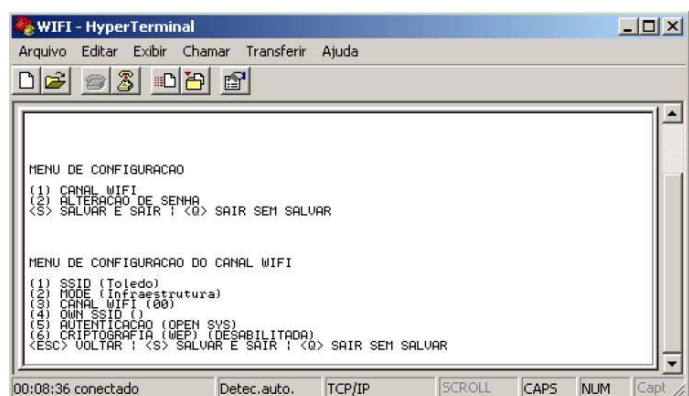 WIFI - HyperTerminal
Arquivo Editar Exibir Chamar Transferir Ajuda
MENU DE CONFIGURACAO
(1) CANAL WIFI
(2) ALTERACAO DE SENHA
<S> SALVAR E SAIR ¦ <Q> SAIR SEM SALVAR
MENU DE CONFIGURACAO DO CANAL WIFI
(1) SSID (Toledo)
(2) MODE (Infraestrutura)
(3) CANAL WIFI (00)
(4) OWN SSID ()
(5) AUTENTICACAO (OPEN SYS)
(6) CRIPTOGRAFIA (WEP) (DESABILITADA)
<ESC> VOLTAR ¦ <S> SALVAR E SAIR ¦ <Q> SAIR SEM SALVAR
00:08:36 conectado Detec.auto. TCP/IP SCROLL CAPS NUM Capt